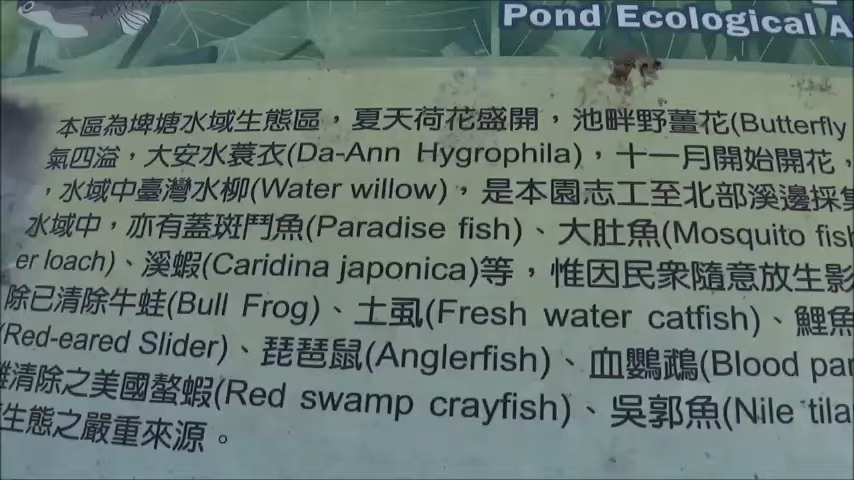 Pond Ecological A
本區為埤塘水域生態區，夏天荷花盛開，池畔野薑花(Butterfly
氣四溢，大安水蓑衣(Da-Ann Hygrophila)，十一月開始開花，
，水域中臺灣水柳(Water willow)，是本園志工至北部溪邊採集
水域中，亦有蓋斑鬥魚(Paradise fish)、大肚魚(Mosquito fish
er loach)、溪蝦(Caridina japonica)等，惟因民衆隨意放生影
除已清除牛蛙(Bull Frog)、土虱(Fresh water catfish)、鯉魚
(Red-eared Slider)、琵琶鼠(Anglerfish)、血鸚鵡(Blood par
清除之美國螯蝦(Red swamp crayfish)、吳郭魚(Nile tila
生態之嚴重來源。